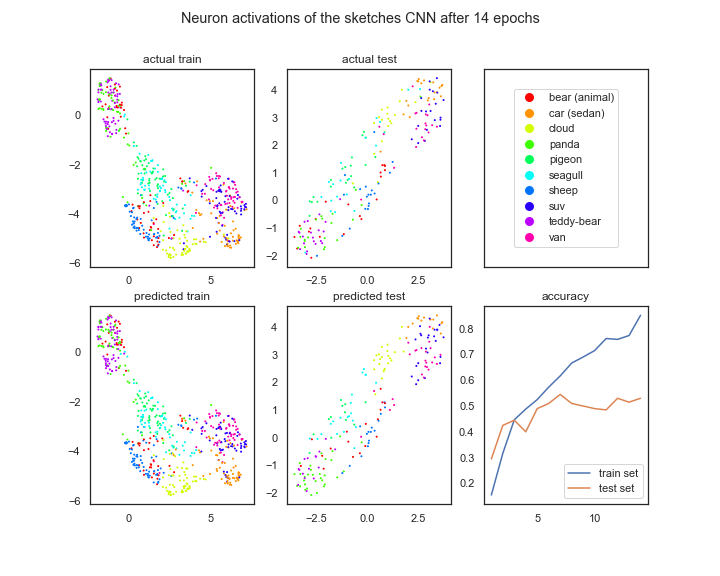 Neuron activations of the sketches CNN after 14 epochs
actual train
0
−2
−4
−6
0
5
actual test
4
3
2
1
0
−1
−2
−2.5
0.0
2.5
bear (animal)
car (sedan)
cloud
panda
pigeon
seagull
sheep
suv
teddy-bear
van
predicted train
0
−2
−4
−6
0
5
predicted test
4
3
2
1
0
−1
−2
−2.5
0.0
2.5
accuracy
0.8
0.7
0.6
0.5
0.4
0.3
0.2
train set
test set
5
10